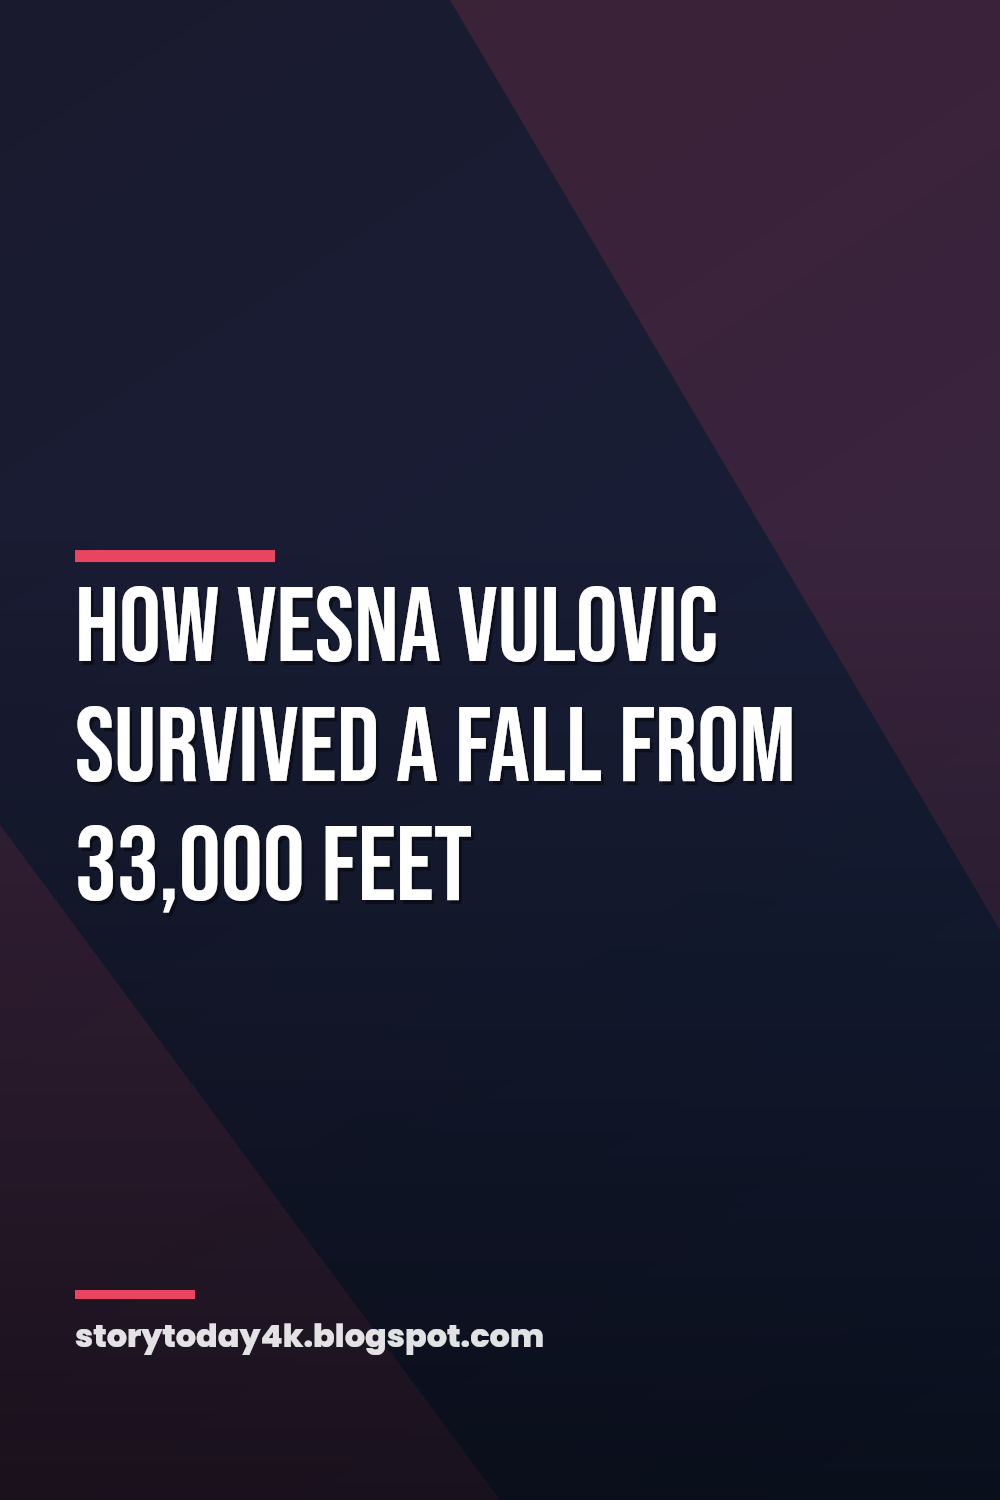 HOW VESNA VULOVIC
SURVIVED A FALL FROM
33,000 FEET
storytoday4k.blogspot.com